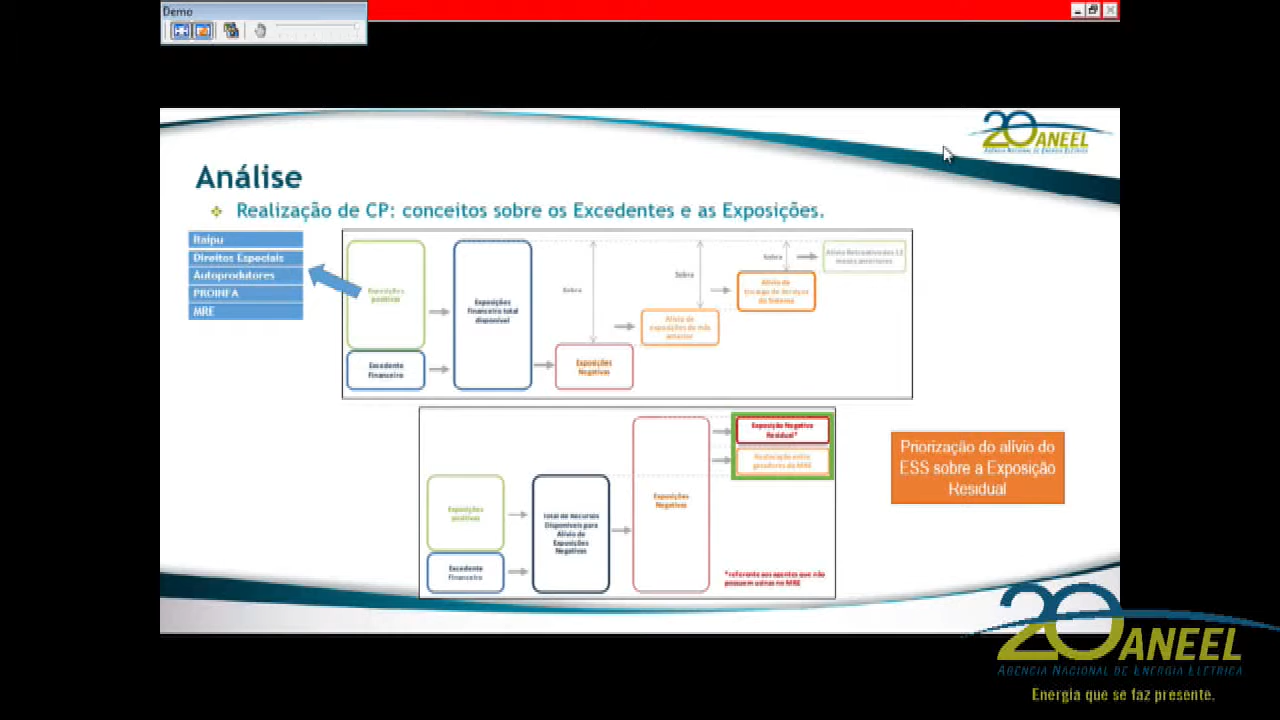 Demo
20 ANEEL
AGÊNCIA NACIONAL DE ENERGIA ELÉTRICA
Análise
Realização de CP: conceitos sobre os Excedentes e as Exposições.
Itaipu
Direitos Especiais
Autoprodutores
PROINFA
MRE
Exposições
positivas
Excedente
Financeiro
Exposições
Financeiro total
disponível
Sobra
Exposições
Negativas
Sobra
Alívio de
exposições do mês
anterior
Sobra
Alívio de
Encargo de Serviços
do Sistema
Alívio Retroativo dos 12
meses anteriores
Exposições
positivas
Excedente
Financeiro
Total de Recursos
Disponíveis para
Alívio de
Exposições
Negativas
Exposições
Negativas
Exposição Negativa
Residual*
Realocação entre
geradores do MRE
*referente aos agentes que não
possuem usinas no MRE
Priorização do alívio do
ESS sobre a Exposição
Residual
20 ANEEL
AGÊNCIA NACIONAL DE ENERGIA ELÉTRICA
Energia que se faz presente.